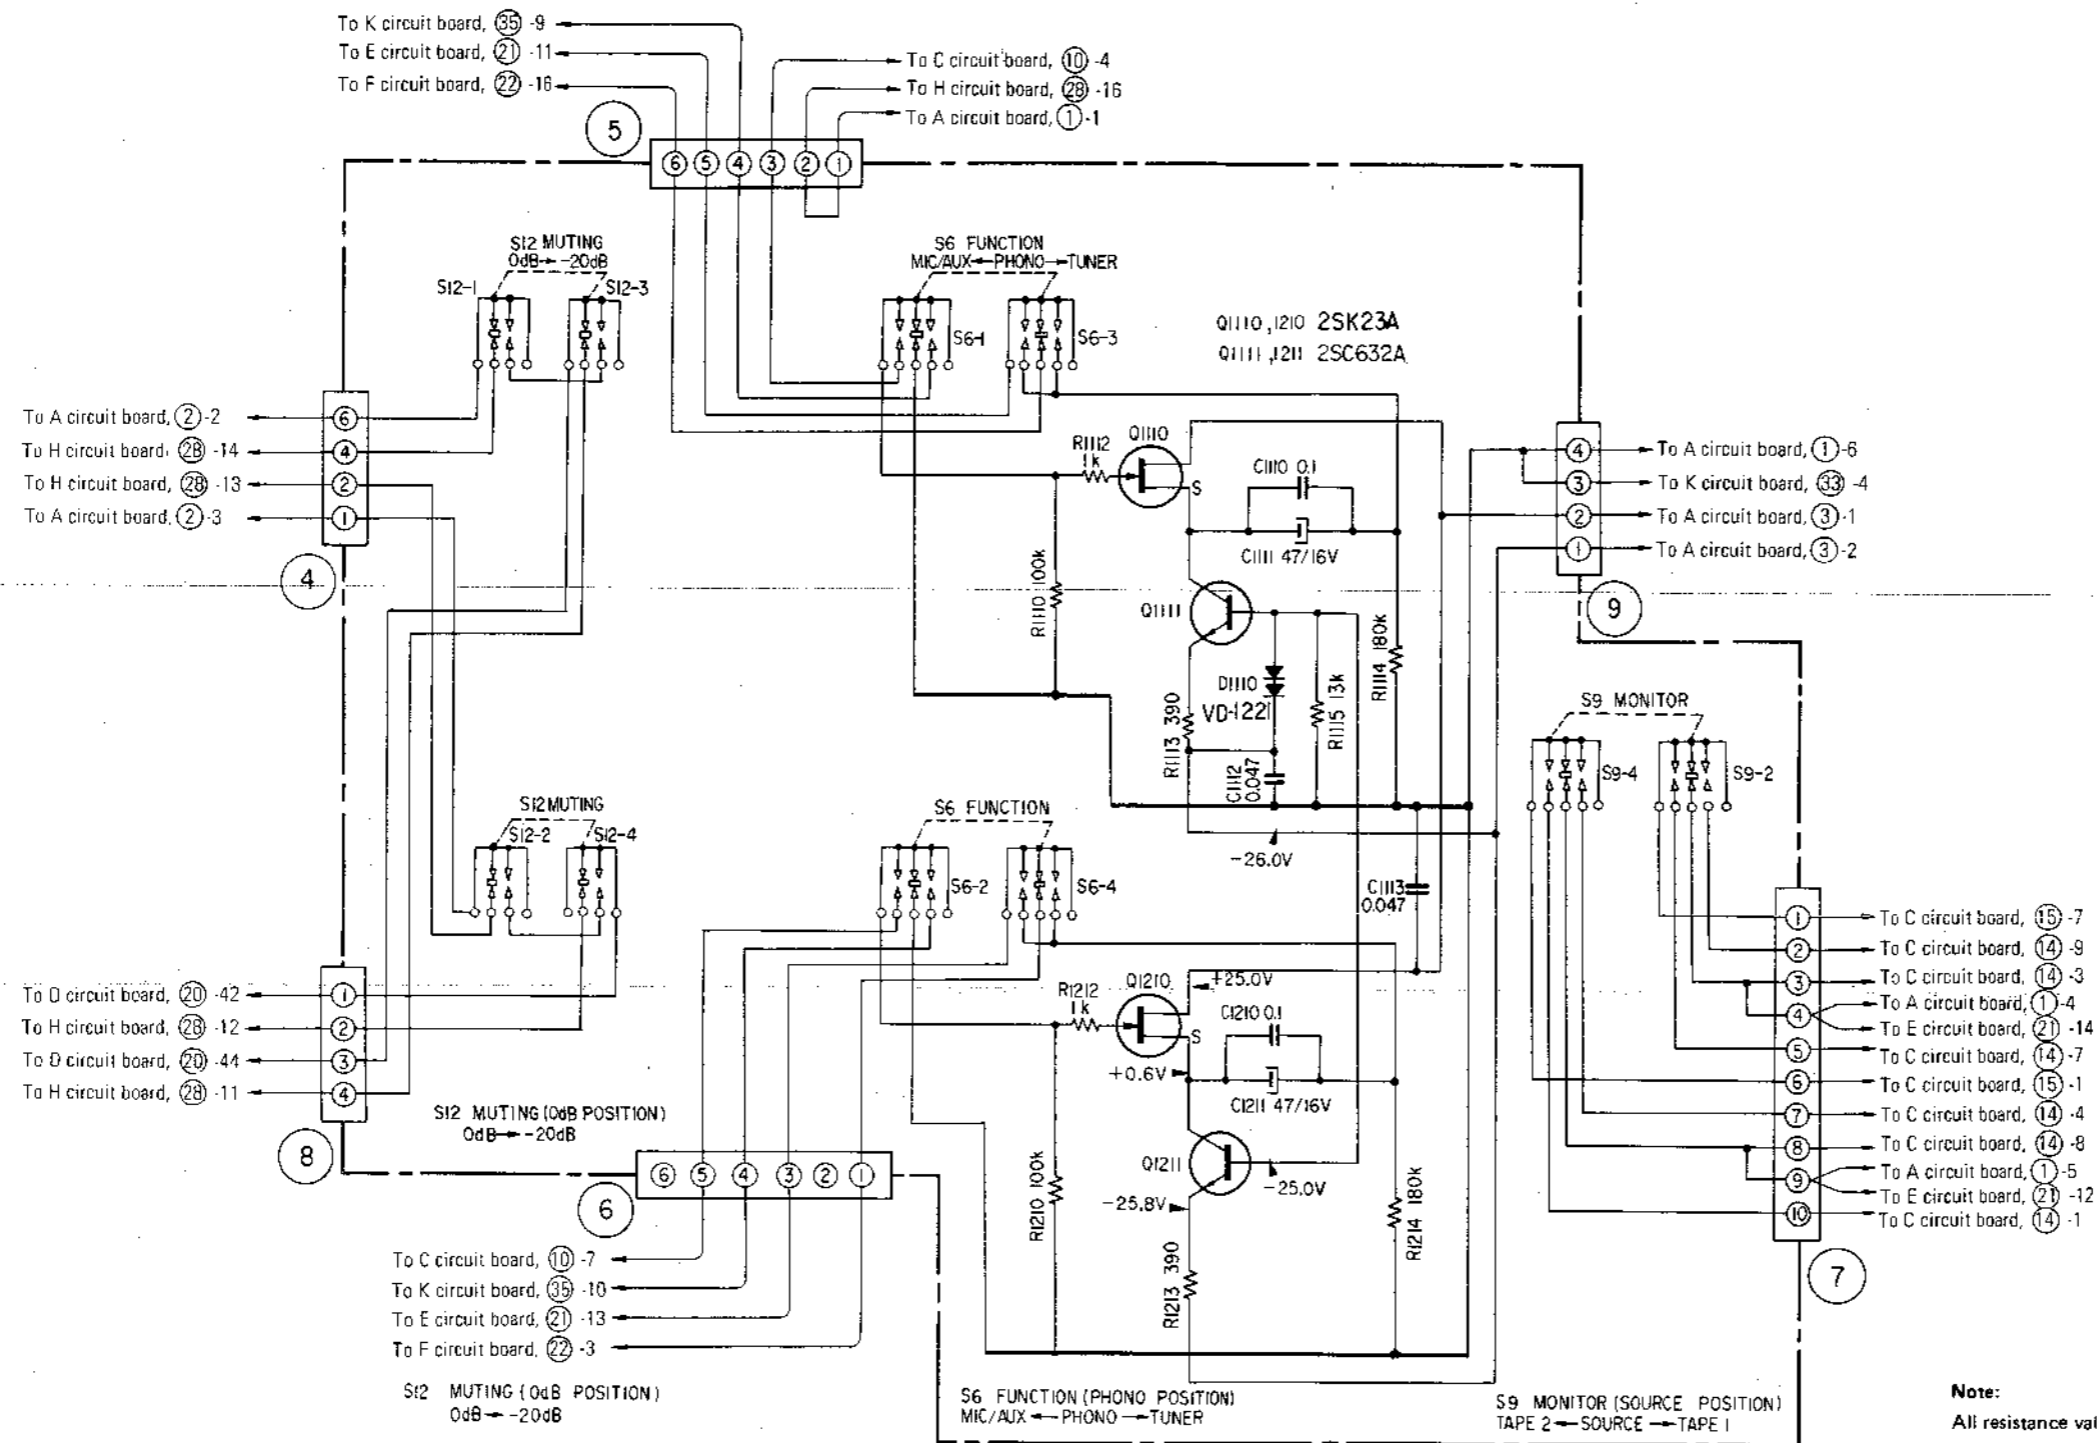 To K circuit board, 35 -9
To E circuit board, 21 -11
To F circuit board, 22 -16
To C circuit board, 10 -4
To H circuit board, 28 -16
To A circuit board, 1 -1
5
6 5 4 3 2 1
S12 MUTING
0dB→ -20dB
S12-1
S12-3
S6 FUNCTION
MIC/AUX←PHONO→TUNER
S6-1
S6-3
Q1110,1210 2SK23A
Q1111,1211 2SC632A
To A circuit board, 2 -2
To H circuit board, 28 -14
To H circuit board, 28 -13
To A circuit board, 2 -3
6
4
2
1
4
R1112
1k
Q1110
S
C1110 0.1
C1111 47/16V
R1110 100k
Q1111
R1113 390
D1110
VD-1221
C1112
0.047
R1115 13k
R1114 180k
-26.0V
4
3
2
1
To A circuit board, 1 -6
To K circuit board, 33 -4
To A circuit board, 3 -1
To A circuit board, 3 -2
9
S9 MONITOR
S9-4
S9-2
S12 MUTING
S12-2
S12-4
S6 FUNCTION
S6-2
S6-4
C1113
0.047
To D circuit board, 20 -42
To H circuit board, 28 -12
To D circuit board, 20 -44
To H circuit board, 28 -11
1
2
3
4
8
R1212
1k
Q1210
+25.0V
S
C1210 0.1
+0.6V
C1211 47/16V
Q1211
-25.0V
-25.8V
R1210 100k
R1213 390
R1214 180k
S12 MUTING (0dB POSITION)
0dB→ -20dB
6 5 4 3 2 1
6
To C circuit board, 10 -7
To K circuit board, 35 -10
To E circuit board, 21 -13
To F circuit board, 22 -3
1
2
3
4
5
6
7
8
9
10
To C circuit board, 15 -7
To C circuit board, 14 -9
To C circuit board, 14 -3
To A circuit board, 1 -4
To E circuit board, 21 -14
To C circuit board, 14 -7
To C circuit board, 15 -1
To C circuit board, 14 -4
To C circuit board, 14 -8
To A circuit board, 1 -5
To E circuit board, 21 -12
To C circuit board, 14 -1
7
S12 MUTING (0dB POSITION)
0dB→ -20dB
S6 FUNCTION (PHONO POSITION)
MIC/AUX ← PHONO → TUNER
S9 MONITOR (SOURCE POSITION)
TAPE 2 ← SOURCE → TAPE 1
Note:
All resistance val